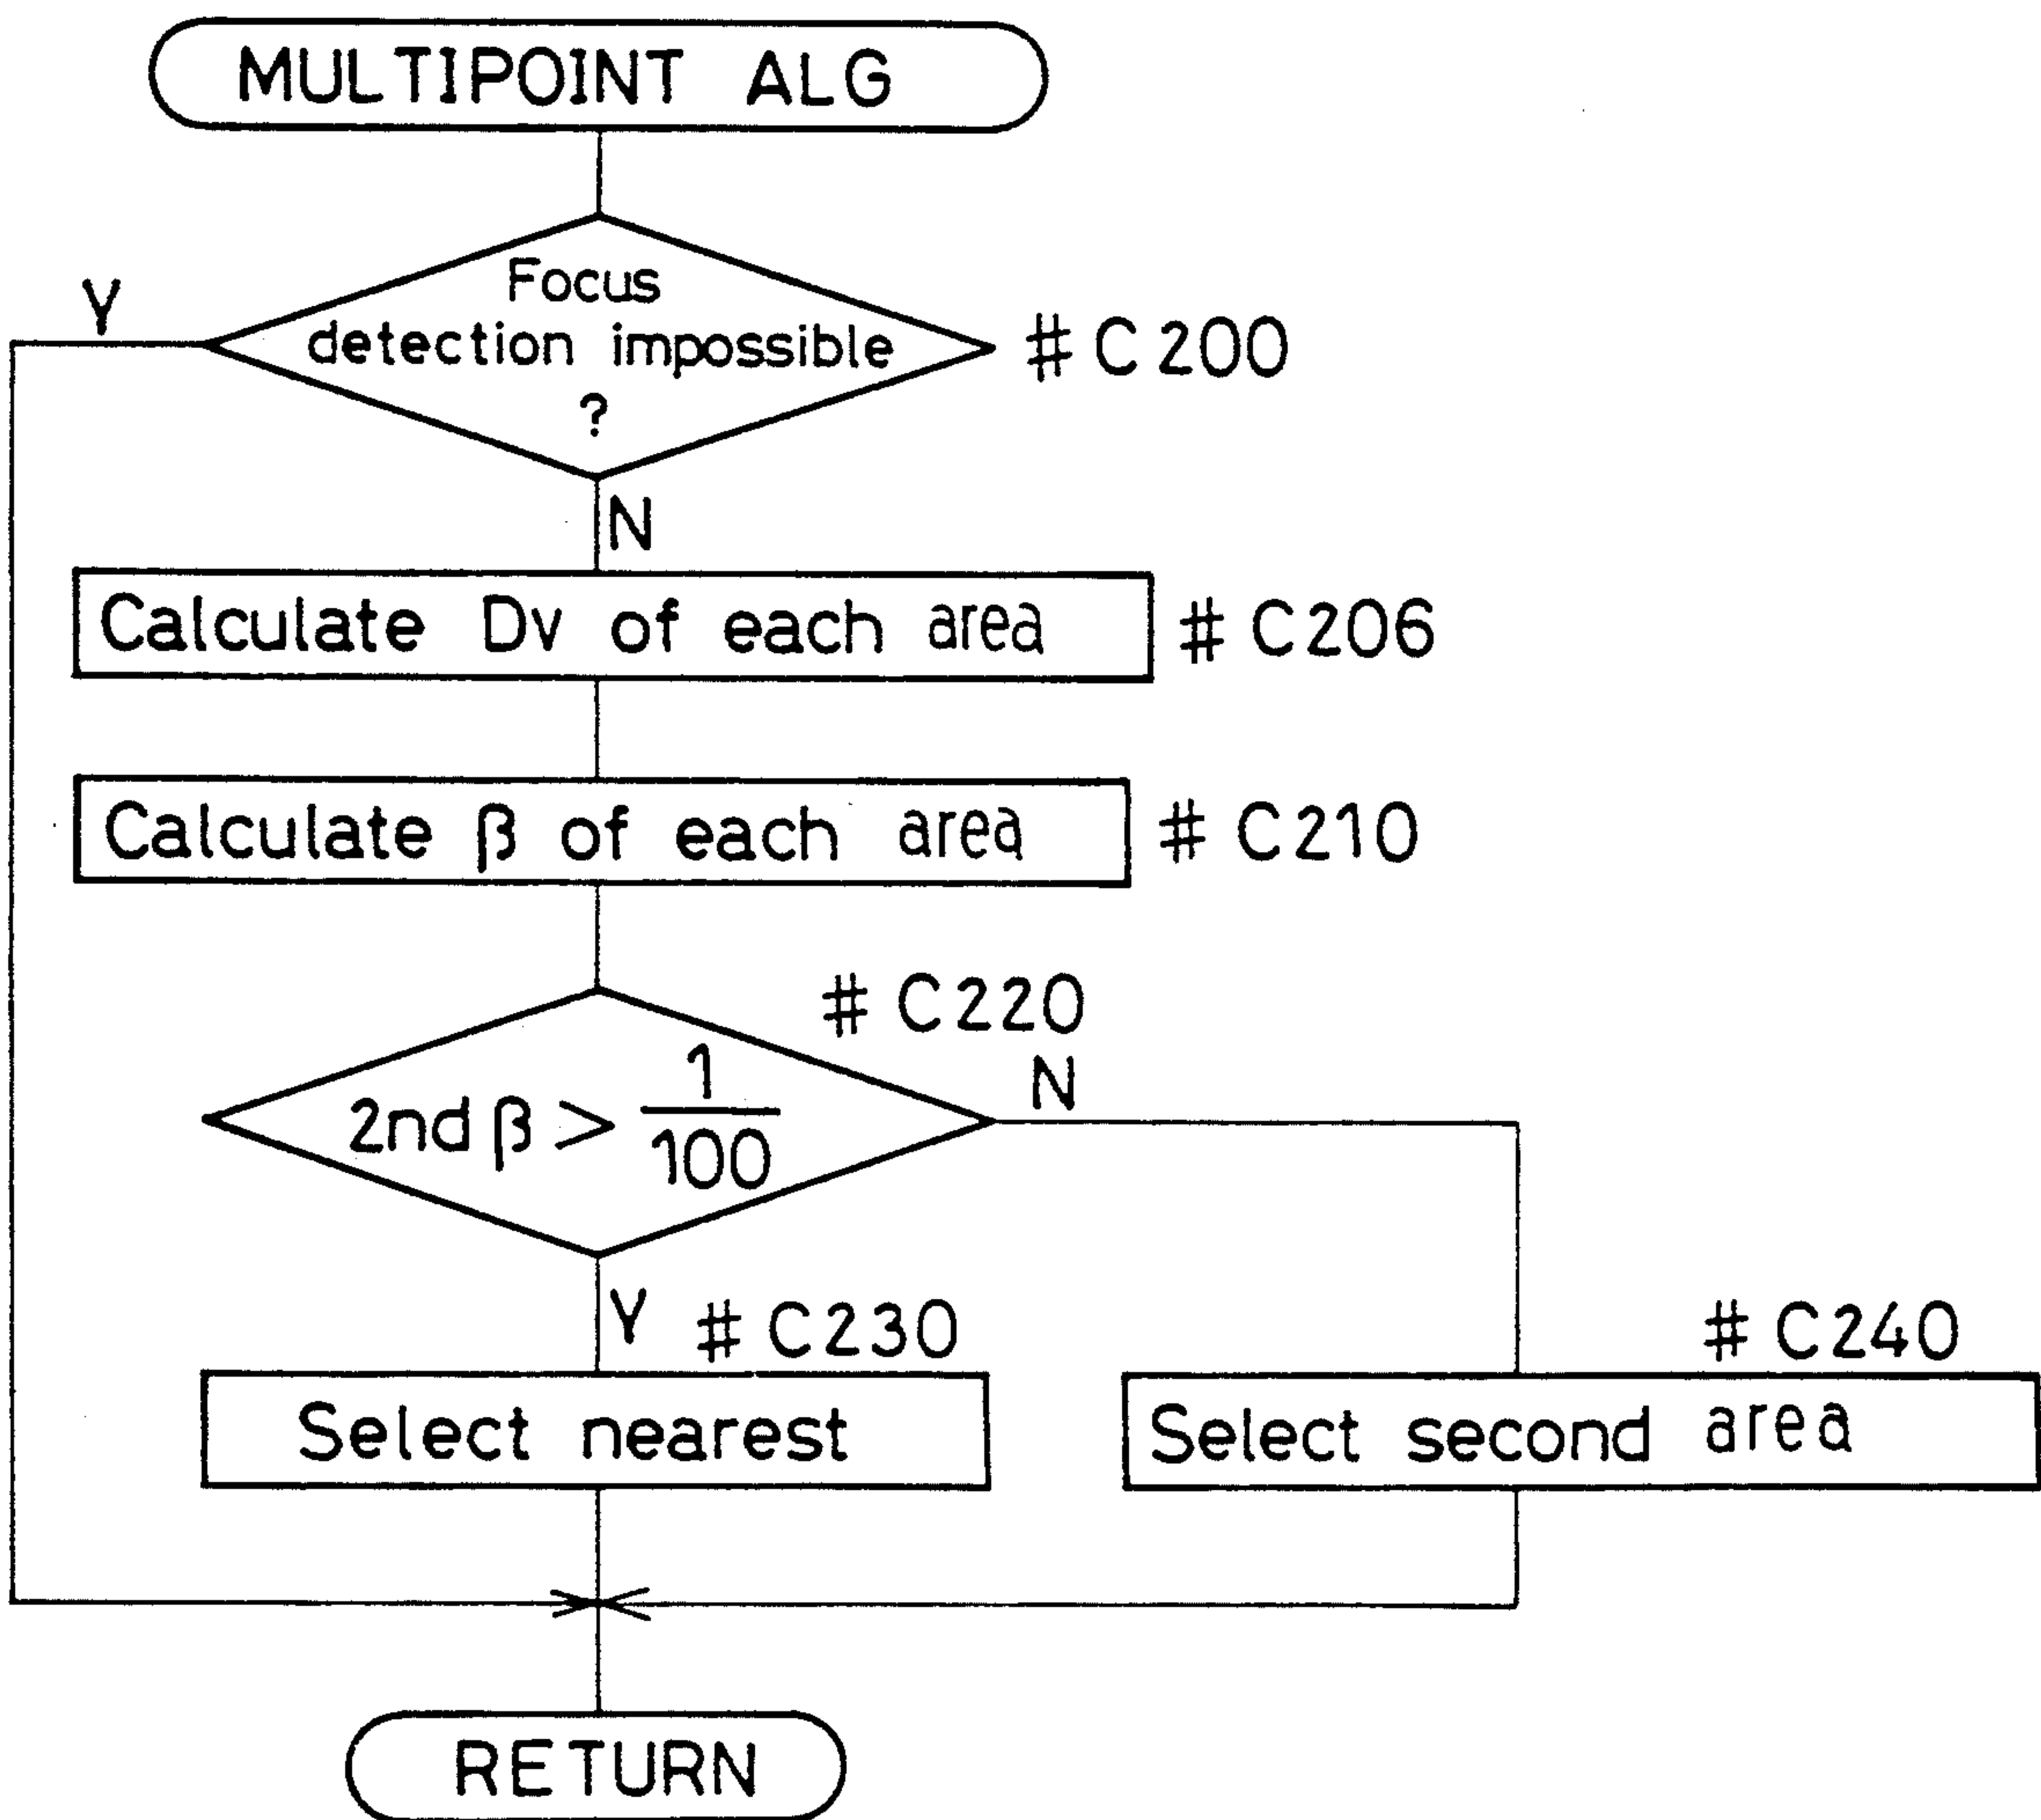 MULTIPOINT ALG
Focus
detection impossible
?
Y
# C200
N
Calculate Dv of each area
# C206
Calculate β of each area
# C210
# C220
2nd β > 1/100
N
Y
# C230
Select nearest
# C240
Select second area
RETURN